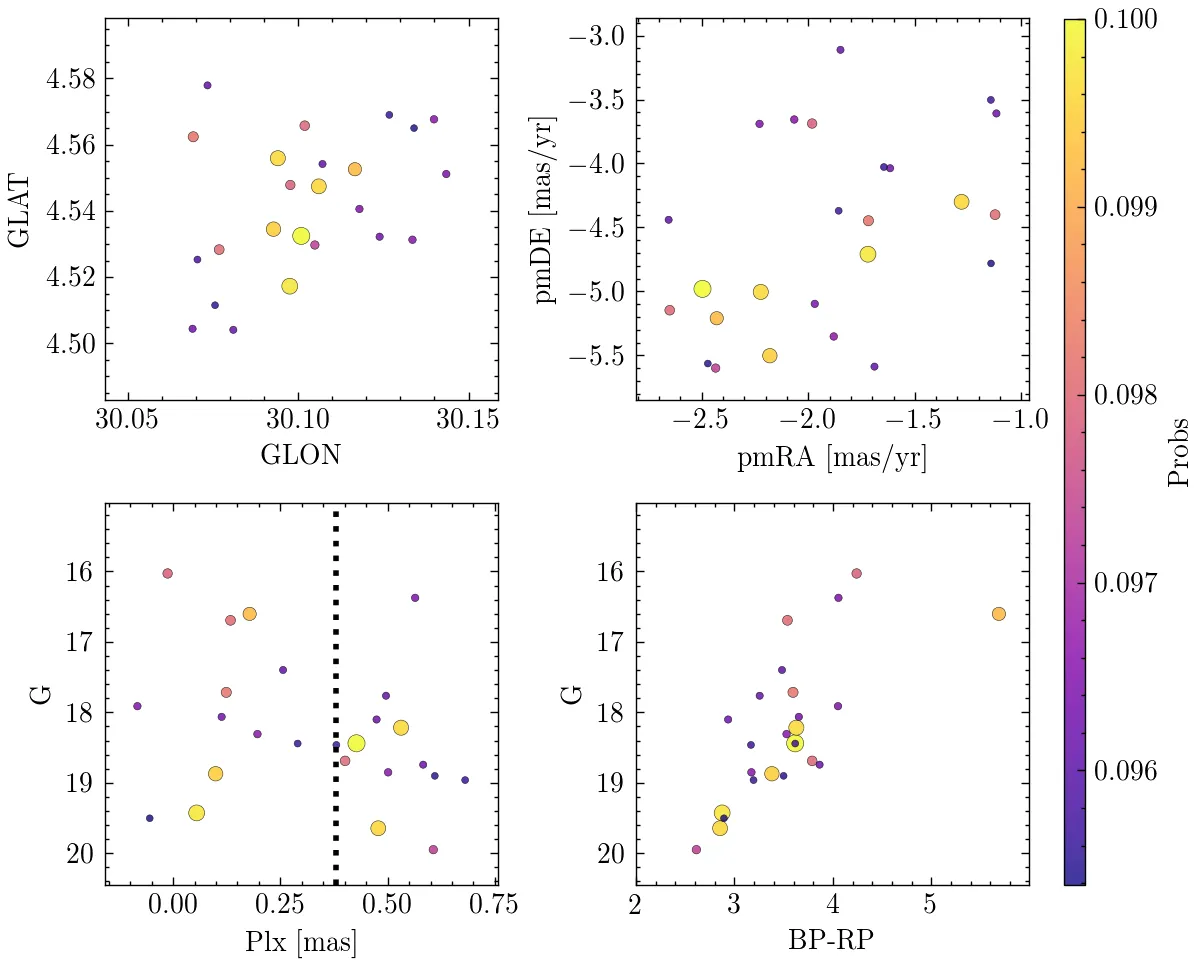 4.58
4.56
4.54
4.52
4.50
GLAT
30.05 30.10 30.15
GLON
−3.0
−3.5
−4.0
−4.5
−5.0
−5.5
pmDE [mas/yr]
−2.5 −2.0 −1.5 −1.0
pmRA [mas/yr]
16
17
18
19
20
G
0.00 0.25 0.50 0.75
Plx [mas]
16
17
18
19
20
G
2 3 4 5
BP-RP
0.100
0.099
0.098
0.097
0.096
Probs